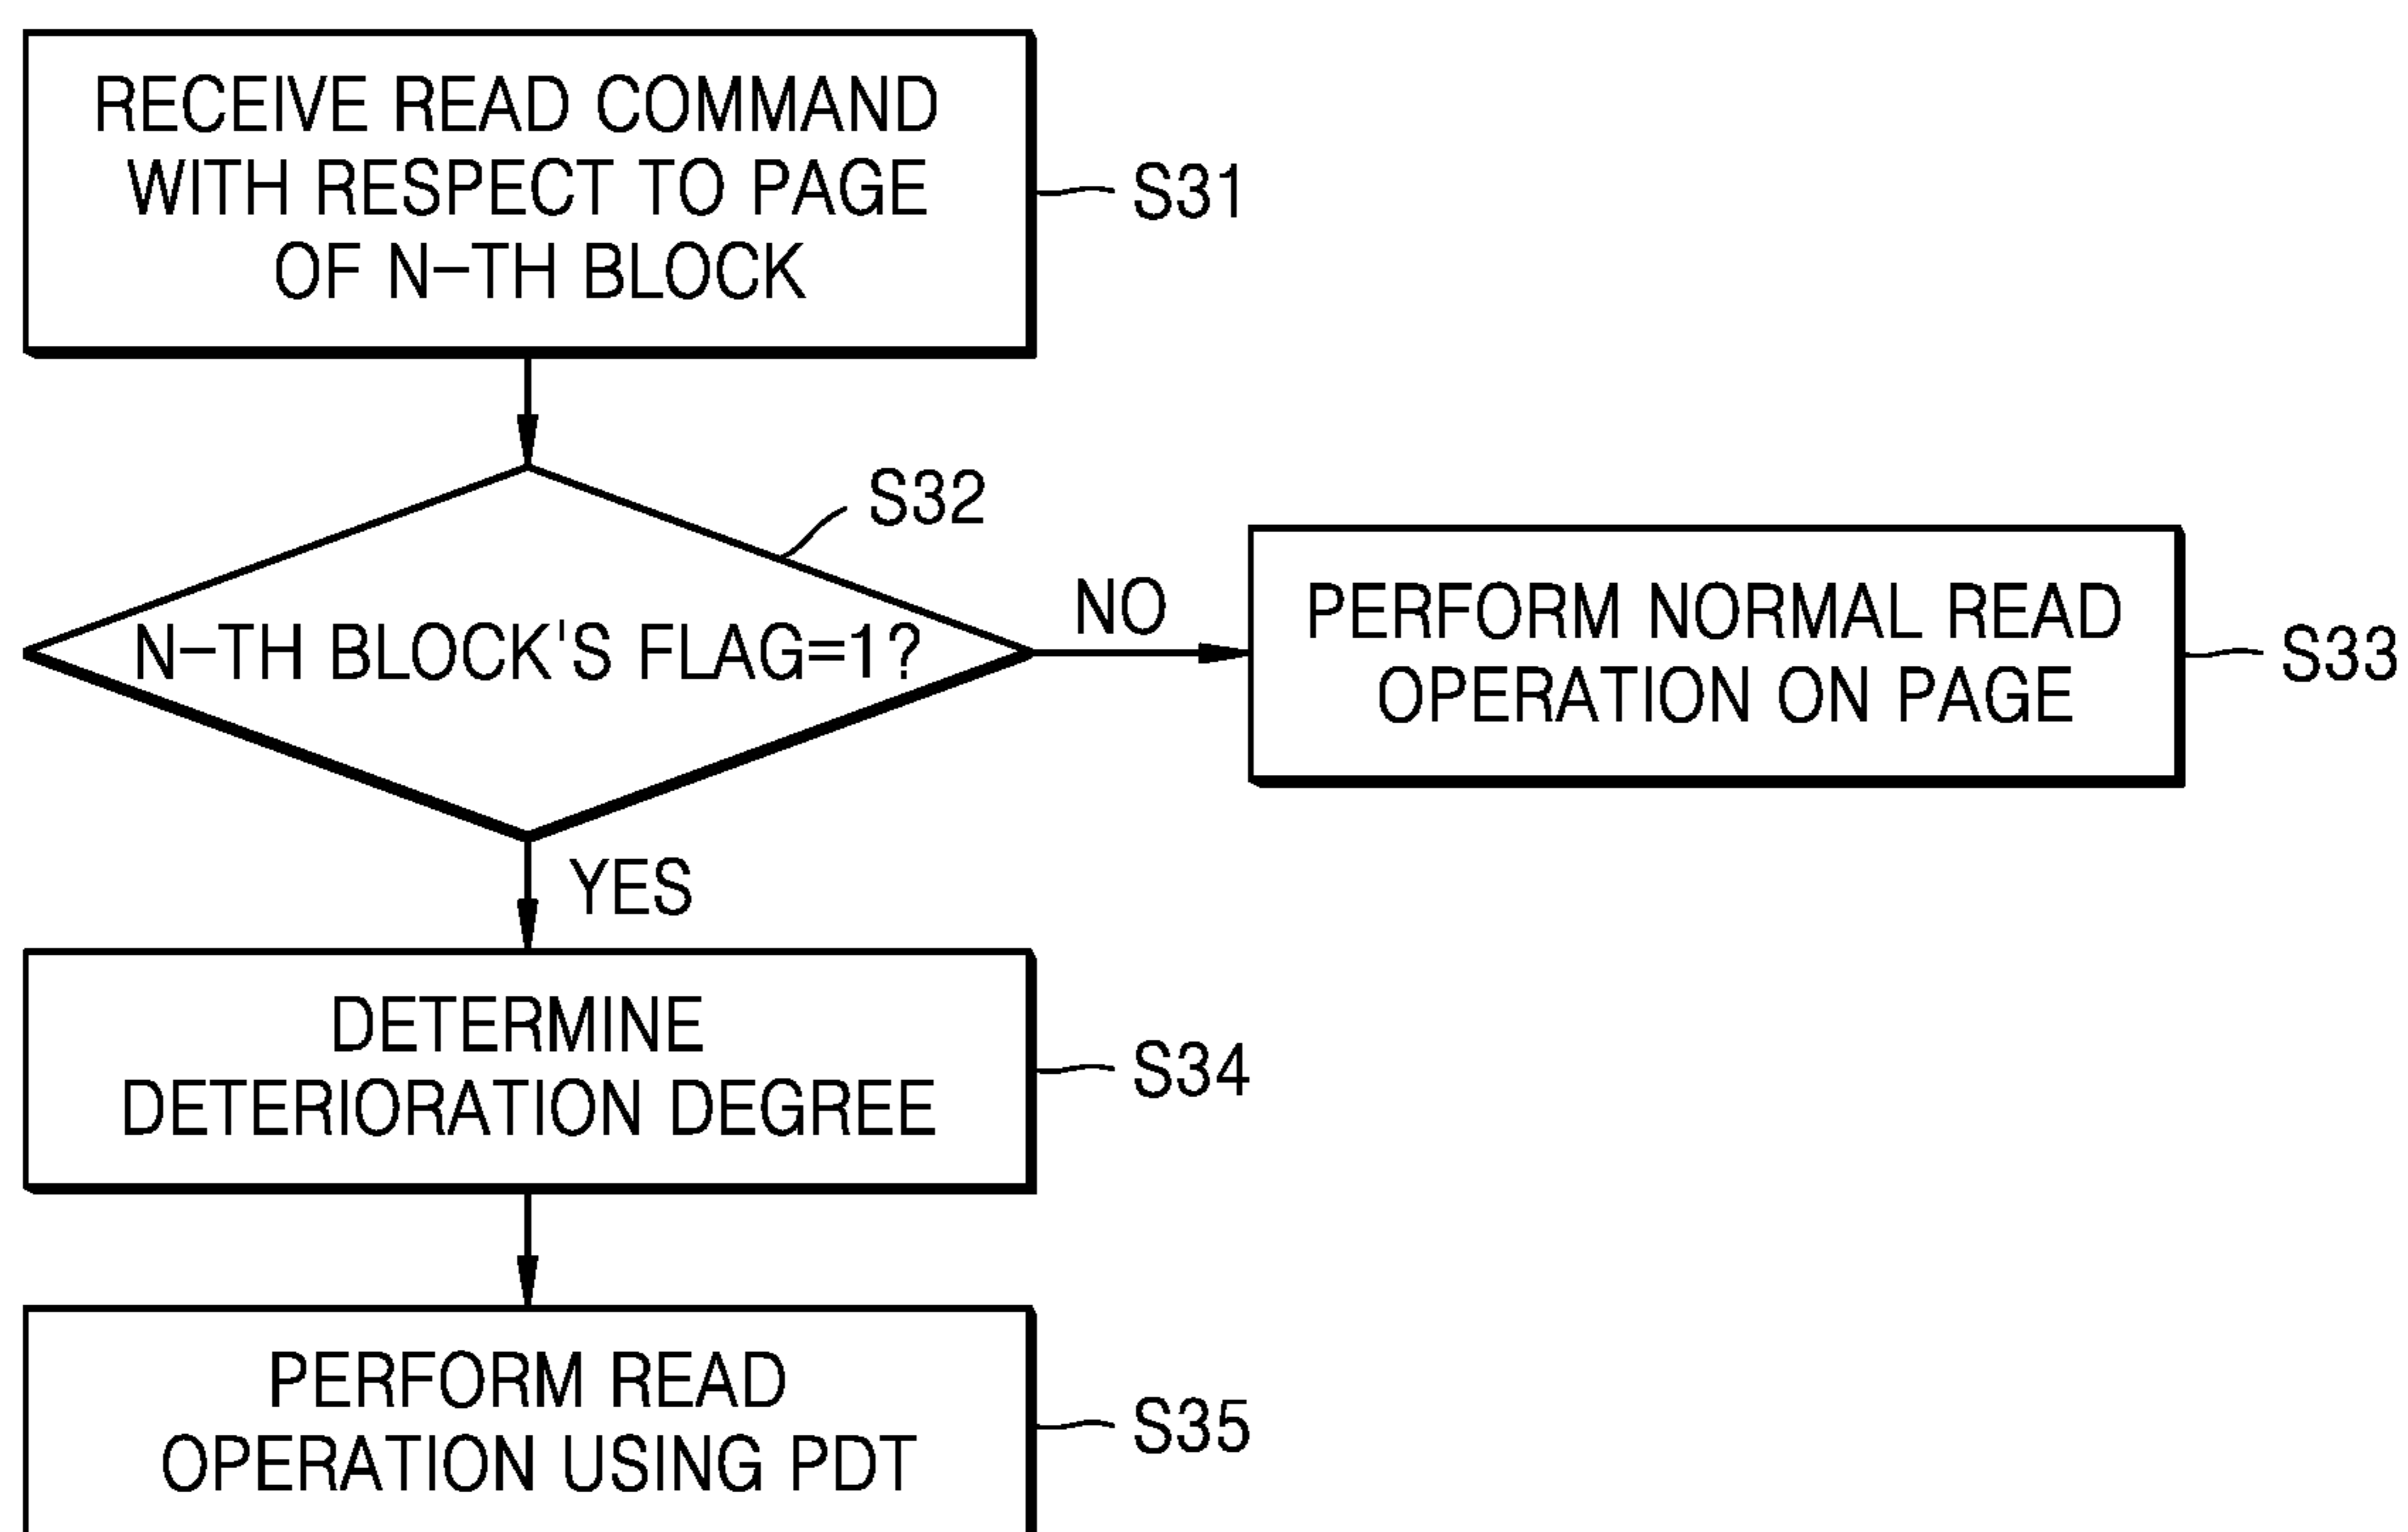 RECEIVE READ COMMAND
WITH RESPECT TO PAGE
OF N-TH BLOCK
S31
S32
N-TH BLOCK'S FLAG=1?
NO
PERFORM NORMAL READ
OPERATION ON PAGE
S33
YES
DETERMINE
DETERIORATION DEGREE
S34
PERFORM READ
OPERATION USING PDT
S35